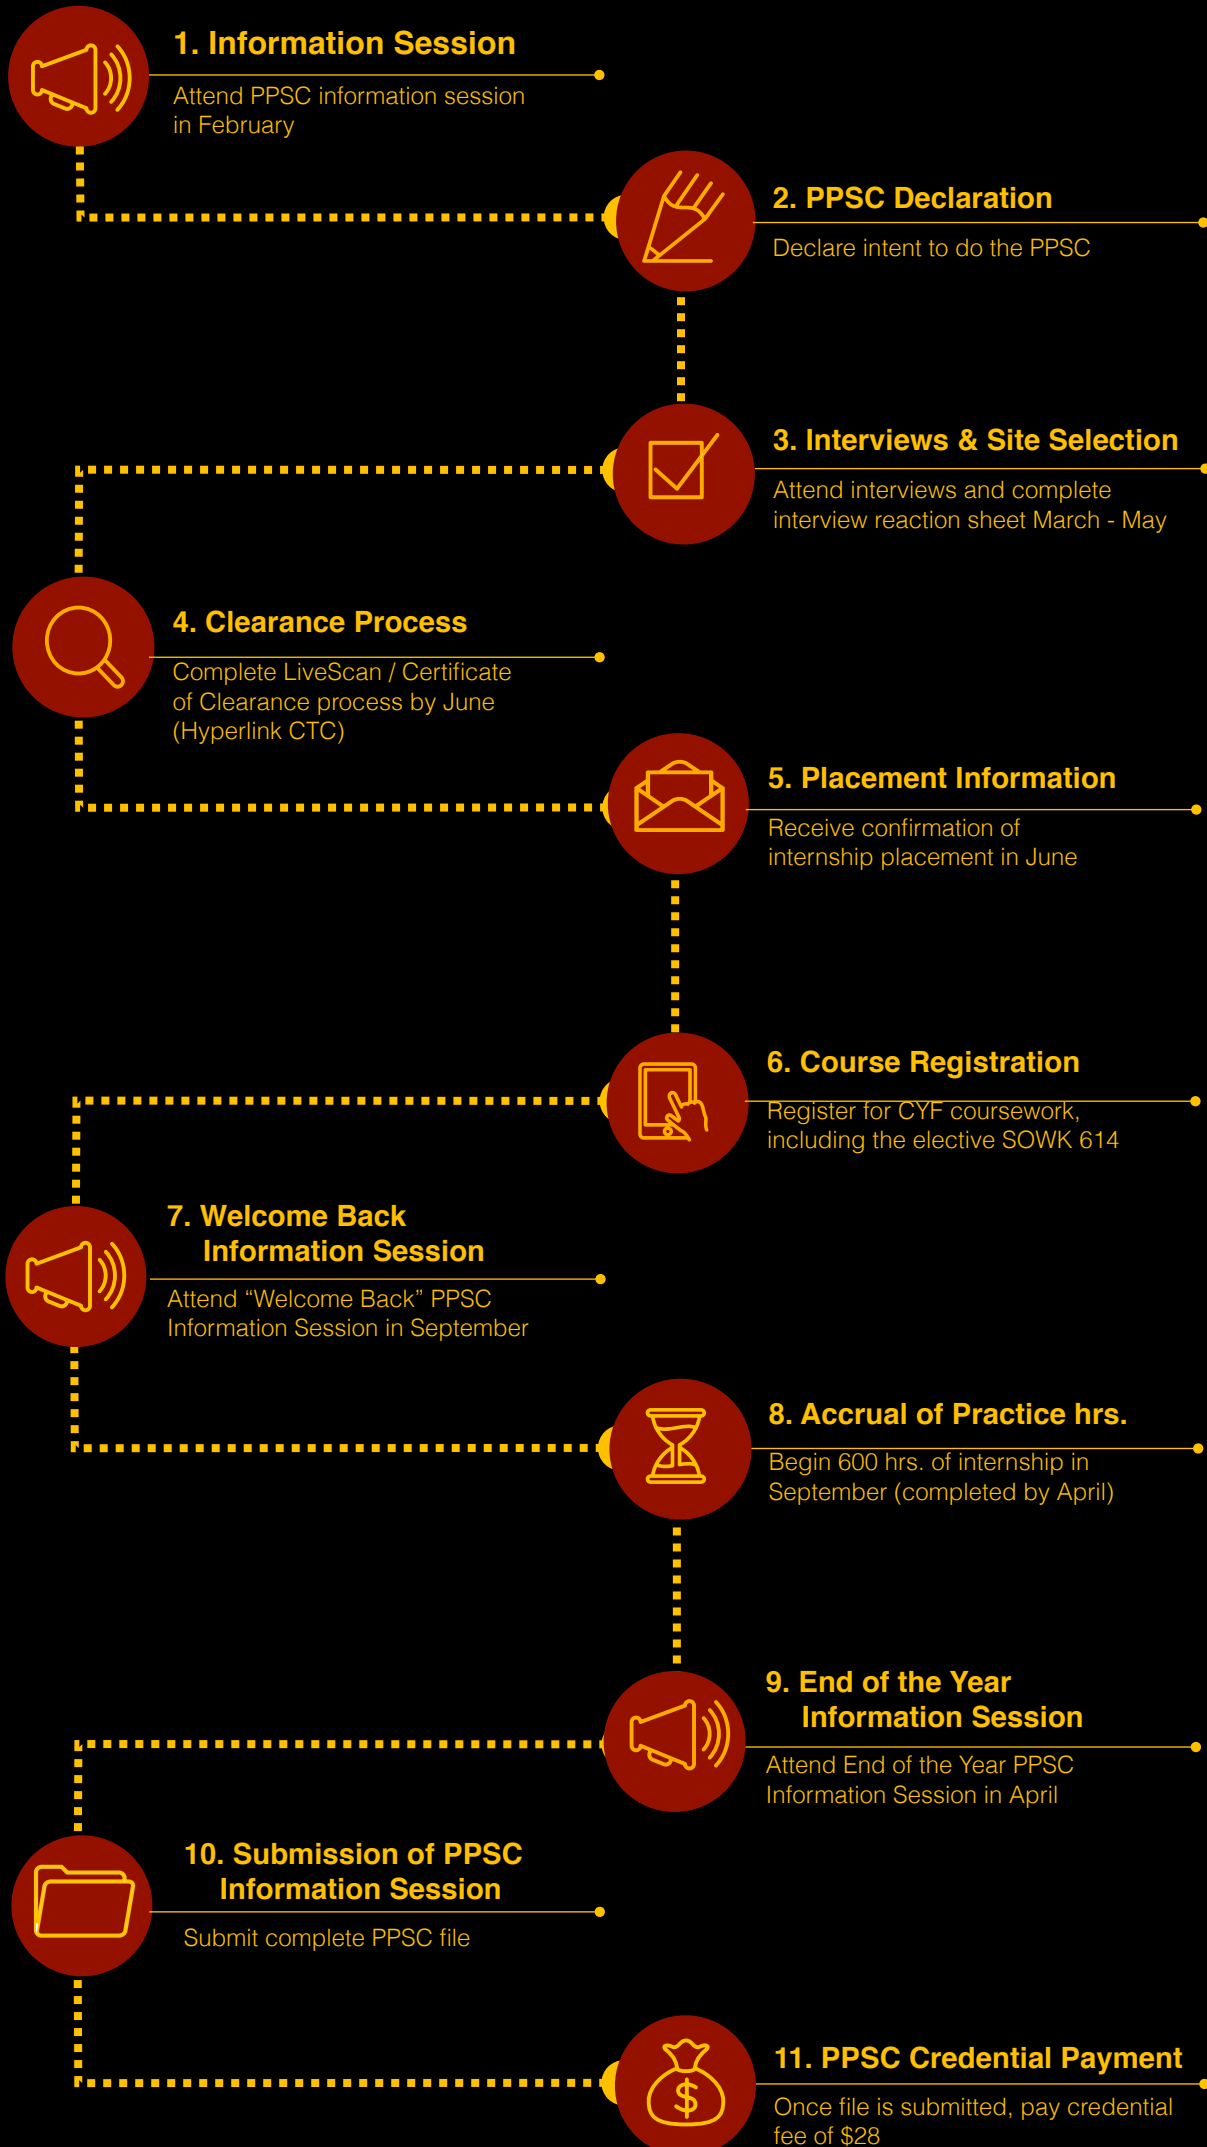 1. Information Session
Attend PPSC information session
in February
2. PPSC Declaration
Declare intent to do the PPSC
3. Interviews & Site Selection
Attend interviews and complete
interview reaction sheet March - May
4. Clearance Process
Complete LiveScan / Certificate
of Clearance process by June
(Hyperlink CTC)
5. Placement Information
Receive confirmation of
internship placement in June
6. Course Registration
Register for CYF coursework,
including the elective SOWK 614
7. Welcome Back
Information Session
Attend “Welcome Back” PPSC
Information Session in September
8. Accrual of Practice hrs.
Begin 600 hrs. of internship in
September (completed by April)
9. End of the Year
Information Session
Attend End of the Year PPSC
Information Session in April
10. Submission of PPSC
Information Session
Submit complete PPSC file
$
11. PPSC Credential Payment
Once file is submitted, pay credential
fee of $28